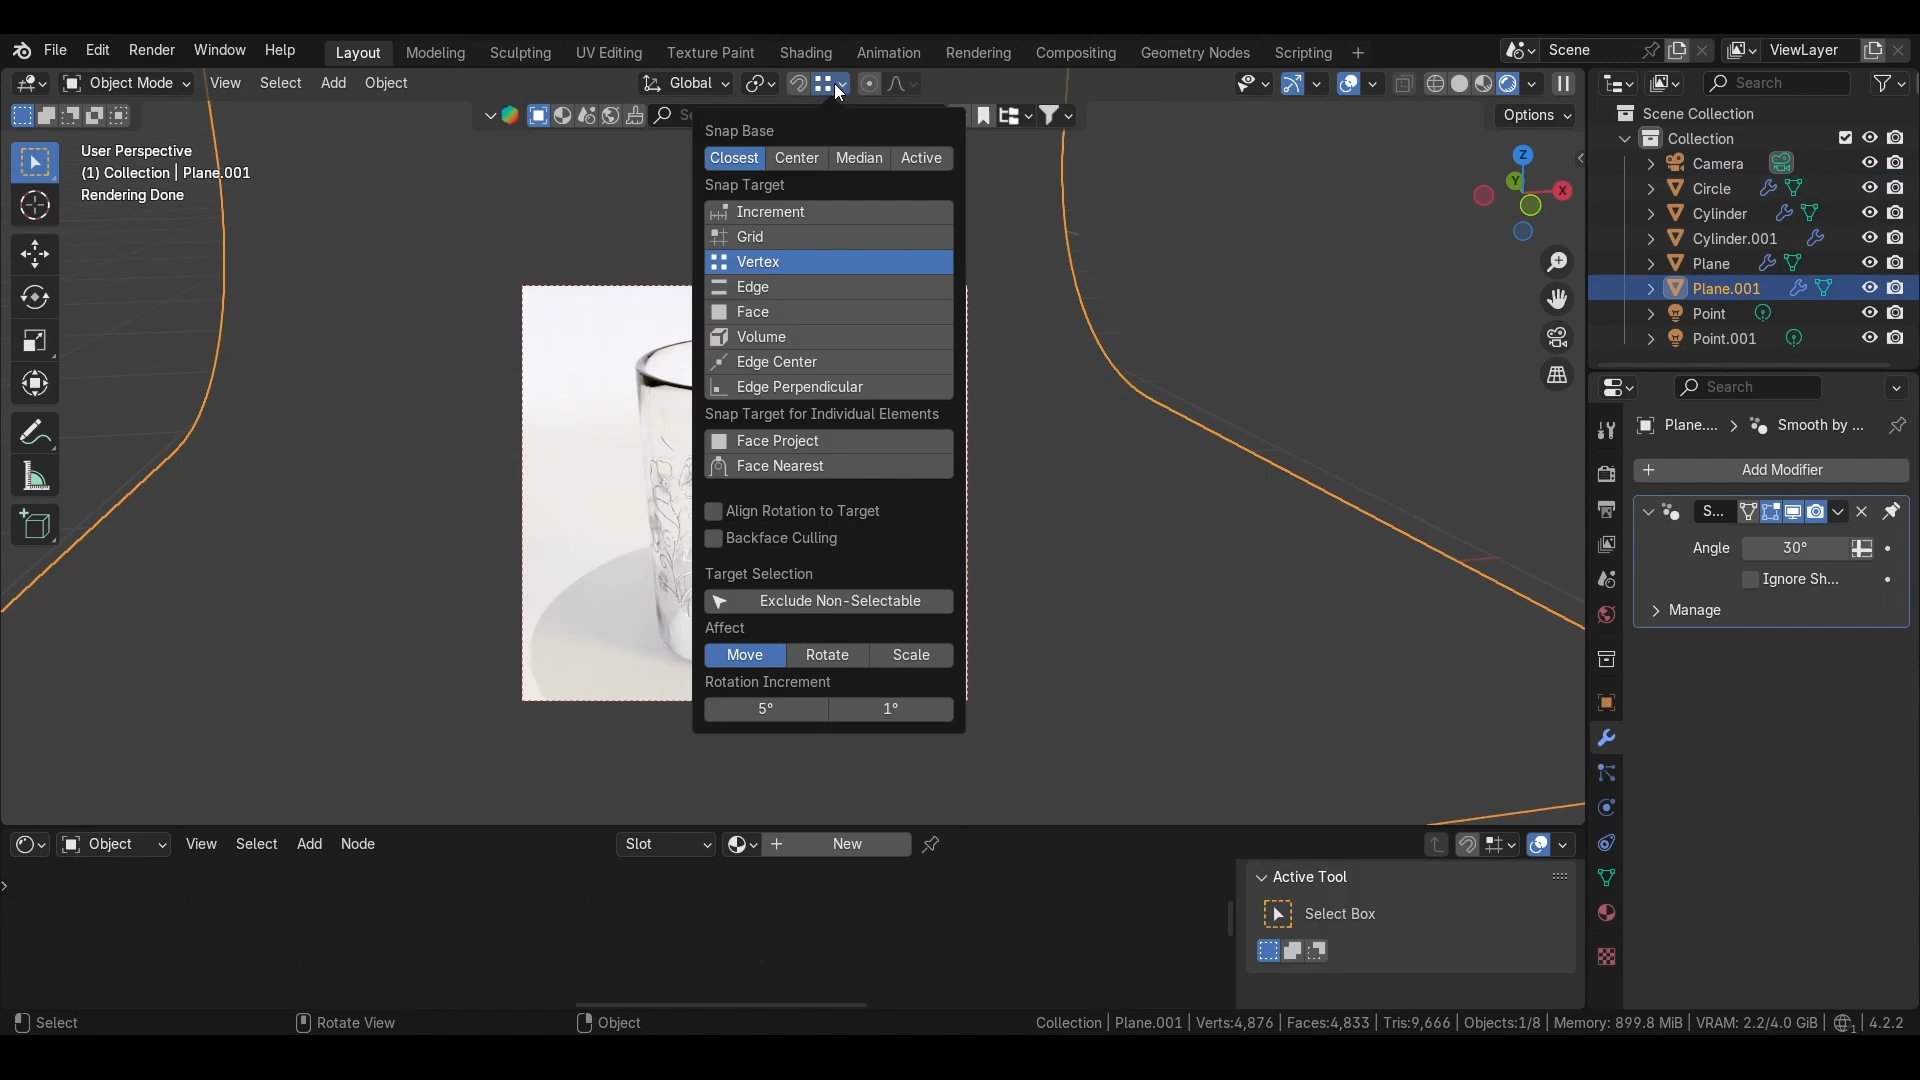 File Edit Render Window Help Layout Modeling Sculpting UV Editing Texture Paint Shading Animation Rendering Compositing Geometry Nodes Scripting + Scene ViewLayer
Object Mode View Select Add Object Global Search
Options
User Perspective
(1) Collection | Plane.001
Rendering Done
Snap Base
Closest Center Median Active
Snap Target
Increment
Grid
Vertex
Edge
Face
Volume
Edge Center
Edge Perpendicular
Snap Target for Individual Elements
Face Project
Face Nearest
Align Rotation to Target
Backface Culling
Target Selection
Exclude Non-Selectable
Affect
Move Rotate Scale
Rotation Increment
5° 1°
Z
Y
X
Scene Collection
Collection
Camera
Circle
Cylinder
Cylinder.001
Plane
Plane.001
Point
Point.001
Search
Plane.... Smooth by ...
+ Add Modifier
S...
Angle 30°
Ignore Sh...
Manage
Object View Select Add Node Slot + New
Active Tool
Select Box
Select Rotate View Object Collection | Plane.001 | Verts:4,876 | Faces:4,833 | Tris:9,666 | Objects:1/8 | Memory: 899.8 MiB | VRAM: 2.2/4.0 GiB | 1 | 4.2.2